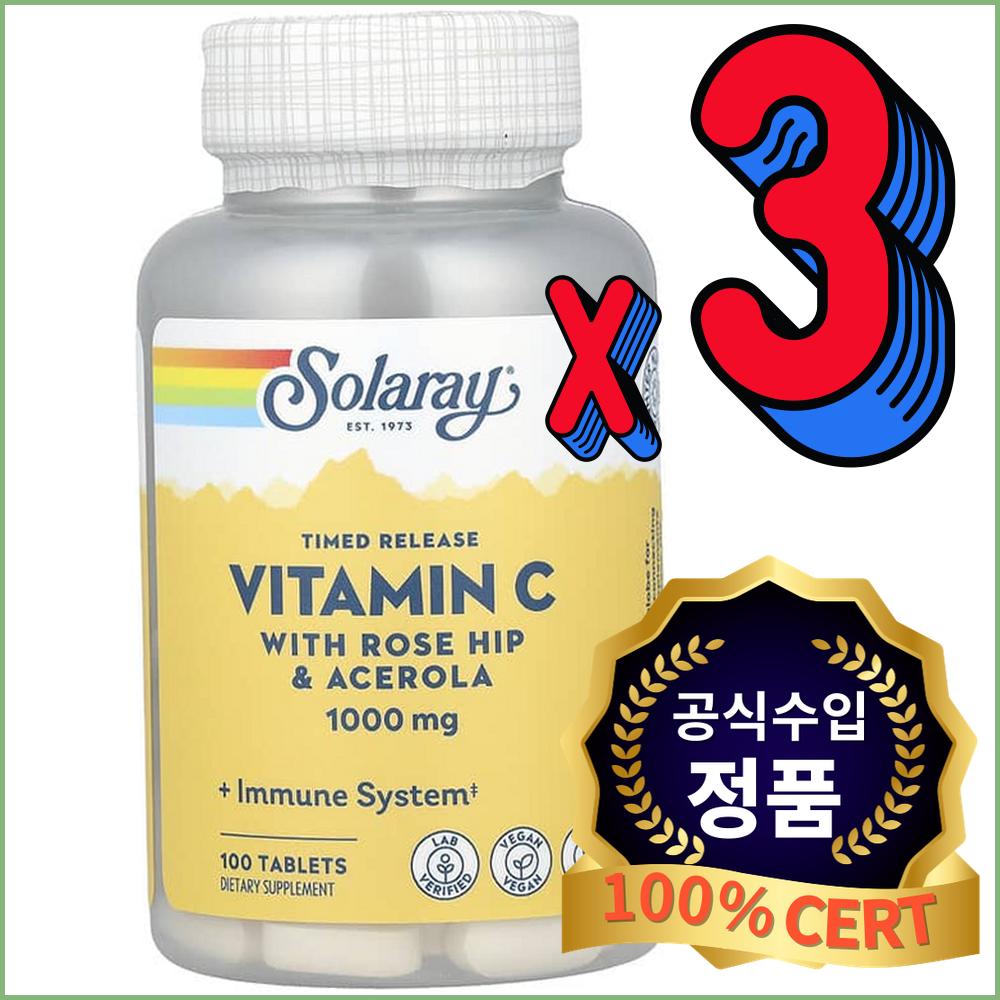 Solaray
EST. 1973
TIMED RELEASE
VITAMIN C
WITH ROSE HIP
& ACEROLA
1000 mg
+ Immune System‡
100 TABLETS
DIETARY SUPPLEMENT
LAB
VERIFIED
VEGAN
VEGAN
x3
공식수입
정품
100% CERT